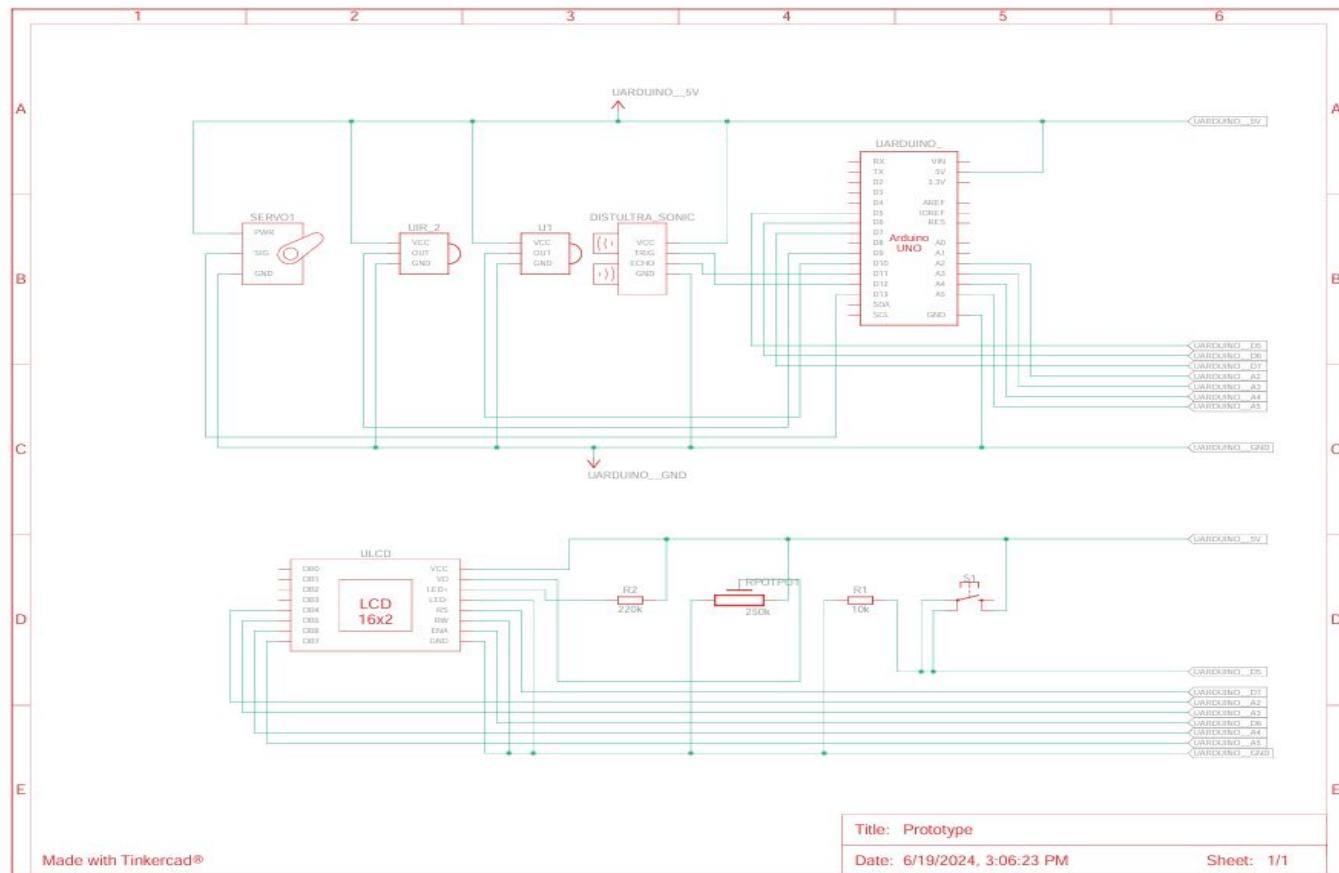 1 2 3 4 5 6
A A
UARDUINO__5V
UARDUINO__5V
UARDUINO_
RX VIN
TX 5V
D2 3.3V
D3
D4 AREF
D5 IOREF
D6 RES
D7
D8 A0
D9 A1
D10 A2
D11 A3
D12 A4
D13 A5
SDA
SCL GND
Arduino
UNO
SERVO1
PWR
SIG
GND
UIR_2
VCC
OUT
GND
U1
VCC
OUT
GND
DISTULTRA_SONIC
VCC
TRIG
ECHO
GND
B B
UARDUINO__D5
UARDUINO__D6
UARDUINO__D7
UARDUINO__A2
UARDUINO__A3
UARDUINO__A4
UARDUINO__A5
C C
UARDUINO__GND
UARDUINO__GND
UARDUINO__5V
ULCD
DB0 VCC
DB1 VO
DB2 LED+
DB3 LED-
DB4 RS
DB5 RW
DB6 ENA
DB7 GND
LCD
16x2
R2
220k
RPOTPO1
250k
R1
10k
S1
D D
UARDUINO__D5
UARDUINO__D7
UARDUINO__A2
UARDUINO__A3
UARDUINO__D6
UARDUINO__A4
UARDUINO__A5
UARDUINO__GND
E E
Title: Prototype
Made with Tinkercad®
Date: 6/19/2024, 3:06:23 PM Sheet: 1/1